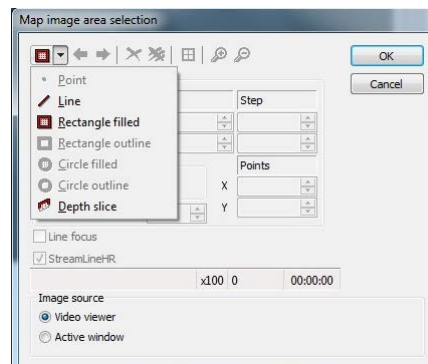 Map image area selection
OK
Cancel
Point
Line
Step
Rectangle filled
Rectangle outline
Circle filled
Points
Circle outline
X
Depth slice
Y
Line focus
StreamLineHR
x100 0 00:00:00
Image source
Video viewer
Active window